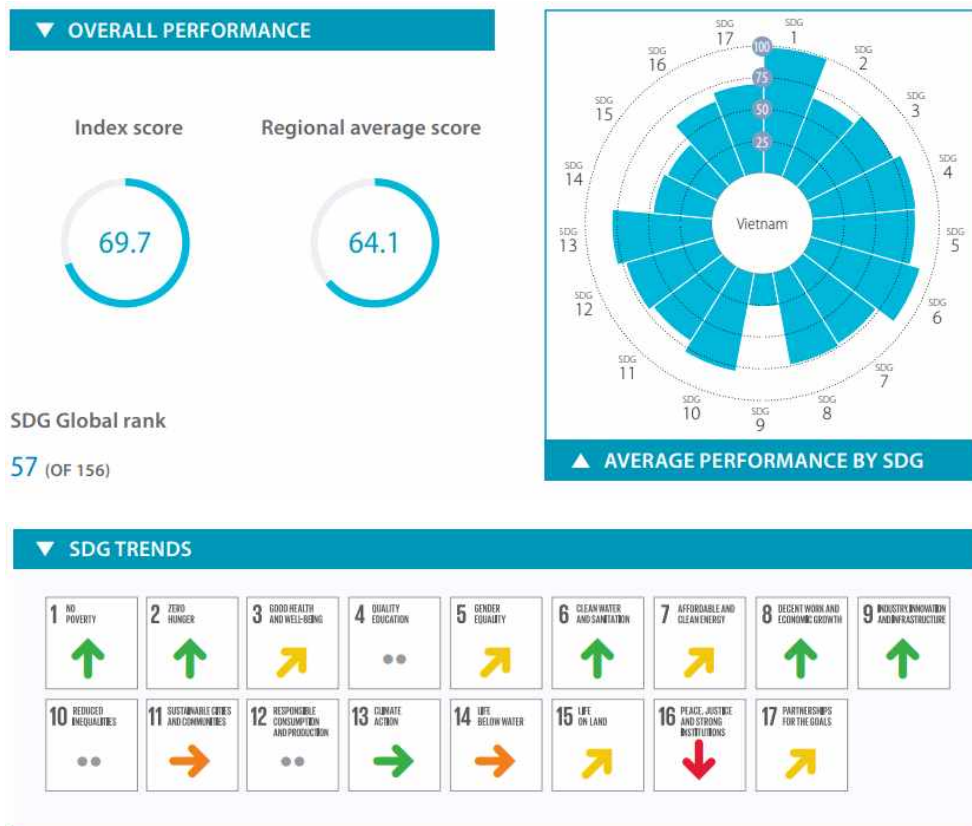 ▼ OVERALL PERFORMANCE
Index score
Regional average score
69.7
64.1
SDG Global rank
57 (OF 156)
SDG
1
SDG
2
SDG
3
SDG
4
SDG
5
SDG
6
SDG
7
SDG
8
SDG
9
SDG
10
SDG
11
SDG
12
SDG
13
SDG
14
SDG
15
SDG
16
SDG
17
100
75
50
25
Vietnam
▲ AVERAGE PERFORMANCE BY SDG
▼ SDG TRENDS
1 NO
POVERTY
2 ZERO
HUNGER
3 GOOD HEALTH
AND WELL-BEING
4 QUALITY
EDUCATION
5 GENDER
EQUALITY
6 CLEAN WATER
AND SANITATION
7 AFFORDABLE AND
CLEAN ENERGY
8 DECENT WORK AND
ECONOMIC GROWTH
9 INDUSTRY, INNOVATION
AND INFRASTRUCTURE
10 REDUCED
INEQUALITIES
11 SUSTAINABLE CITIES
AND COMMUNITIES
12 RESPONSIBLE
CONSUMPTION
AND PRODUCTION
13 CLIMATE
ACTION
14 LIFE
BELOW WATER
15 LIFE
ON LAND
16 PEACE, JUSTICE
AND STRONG
INSTITUTIONS
17 PARTNERSHIPS
FOR THE GOALS